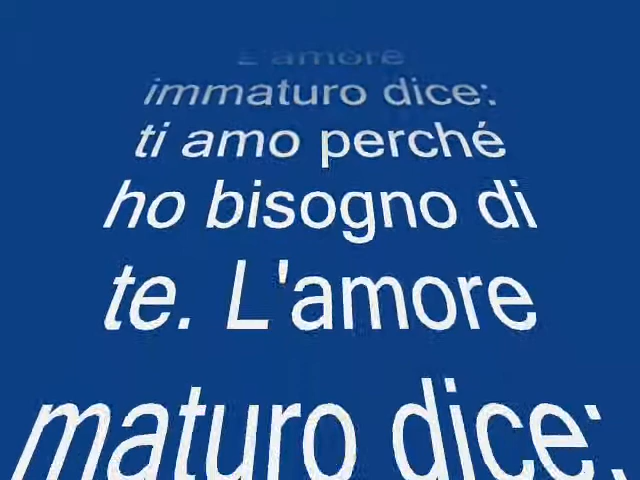 L'amore
immaturo dice:
ti amo perché
ho bisogno di
te. L'amore
maturo dice: